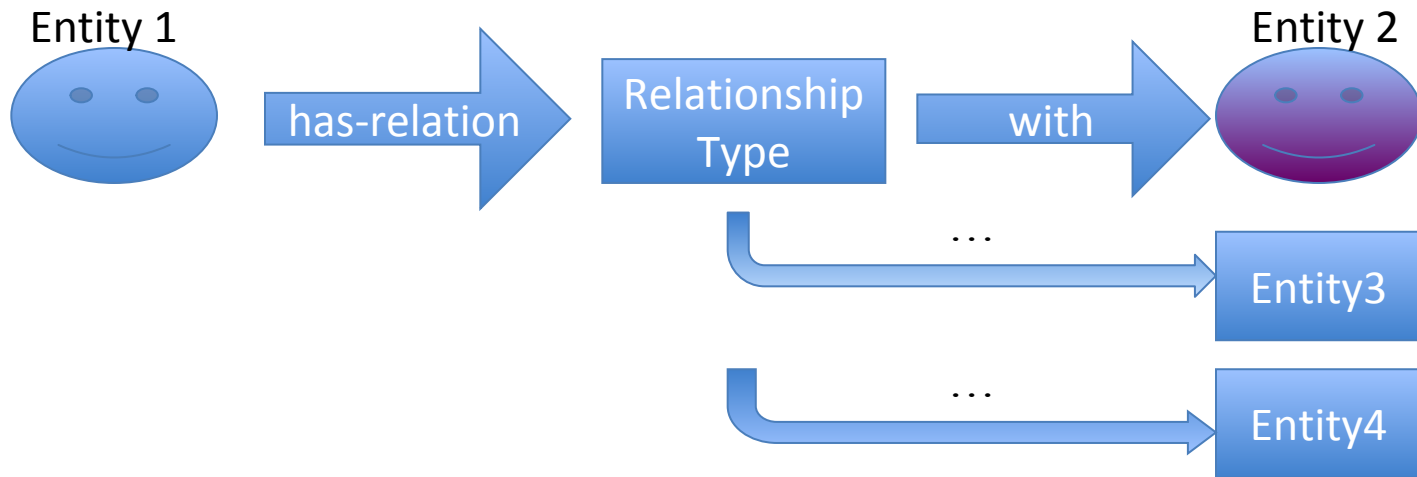 Entity 1
Entity 2
has-relation
Relationship
Type
with
...
Entity3
...
Entity4